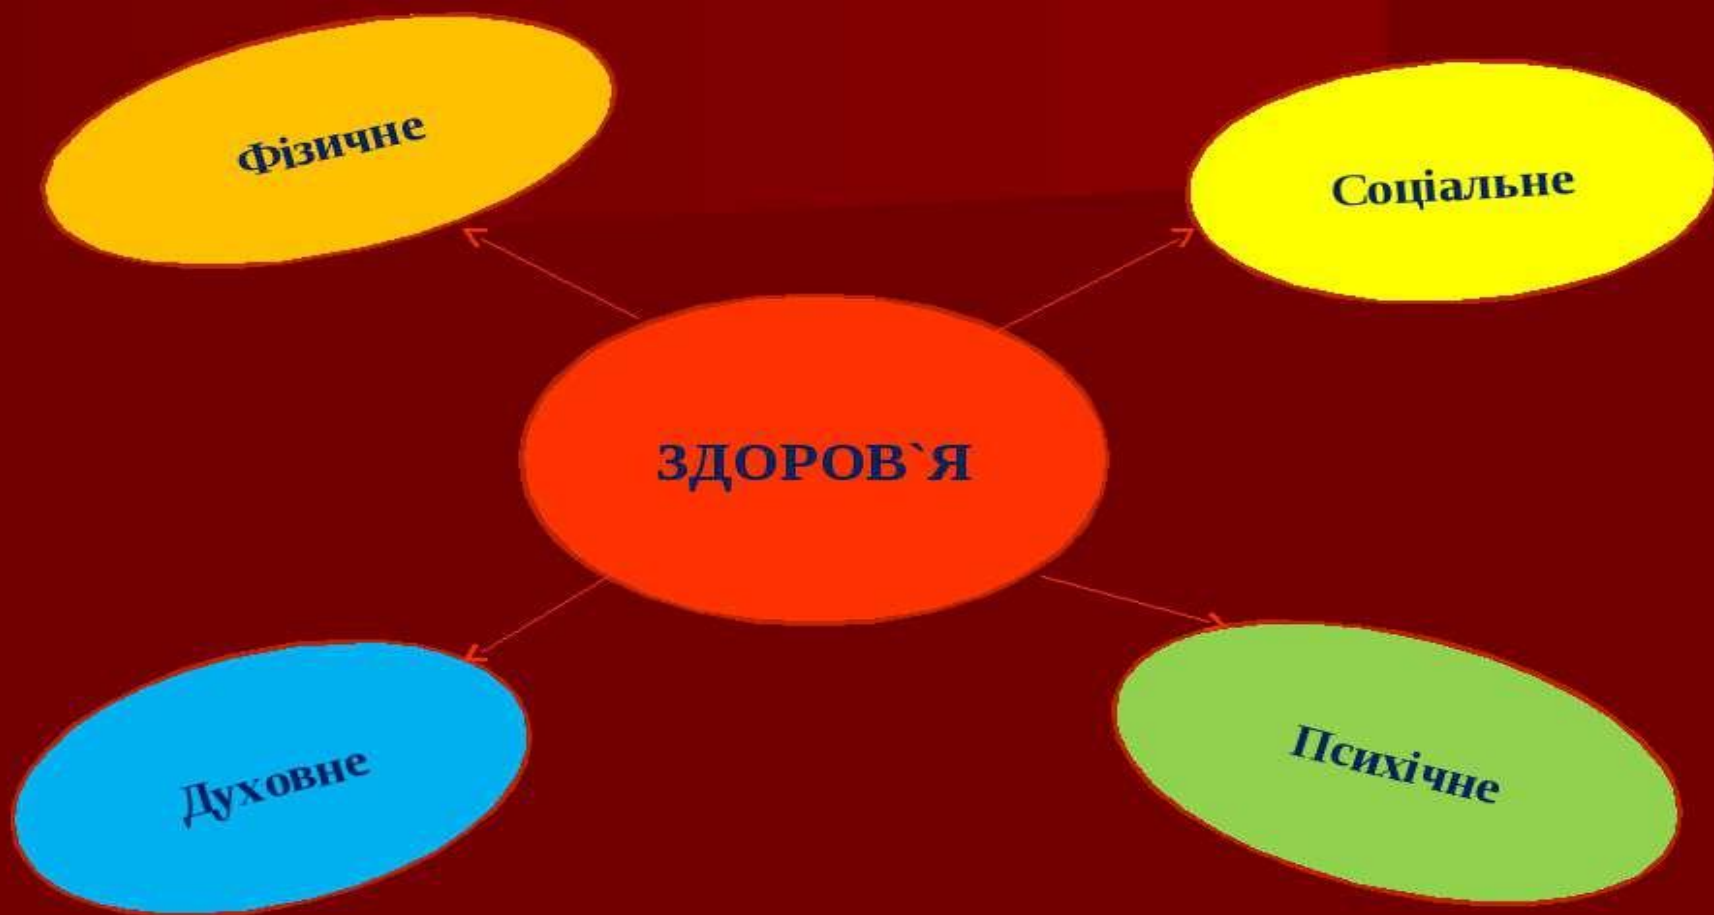 Фізичне
Соціальне
ЗДОРОВ`Я
Духовне
Психічне